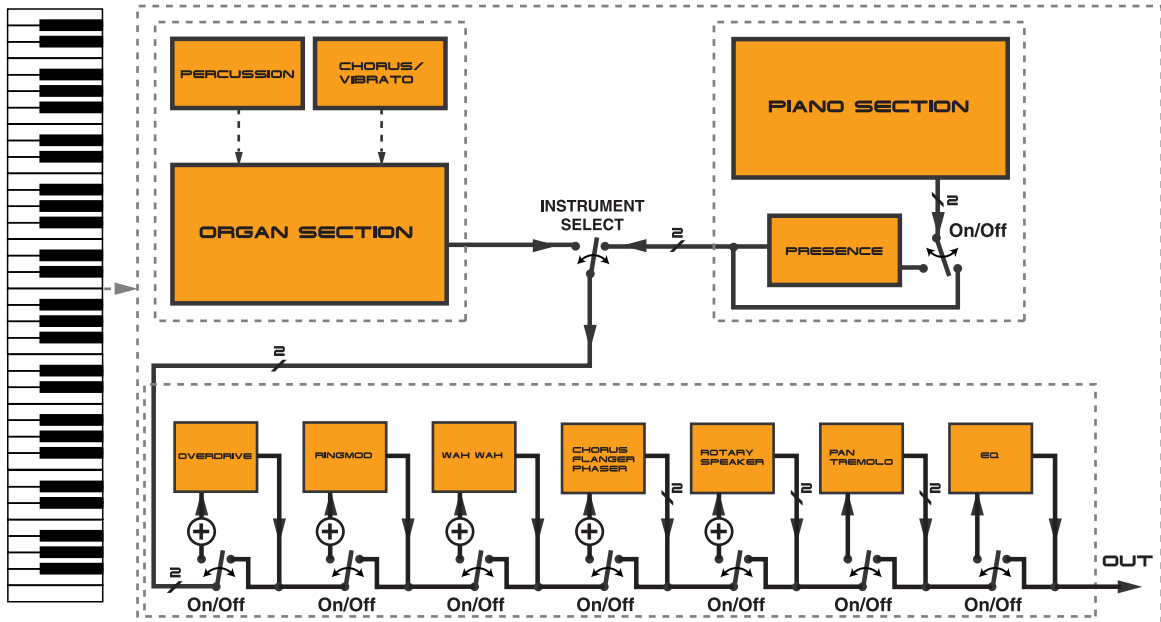 PERCUSSION
CHORUS/
VIBRATO
PIANO SECTION
ORGAN SECTION
INSTRUMENT
SELECT
2
2
On/Off
PRESENCE
2
OVERDRIVE
RINGMOD
WAH WAH
CHORUS
FLANGER
PHASER
ROTARY
SPEAKER
PAN
TREMOLO
EQ
2
2
2
+
+
+
+
+
2
OUT
On/Off
On/Off
On/Off
On/Off
On/Off
On/Off
On/Off